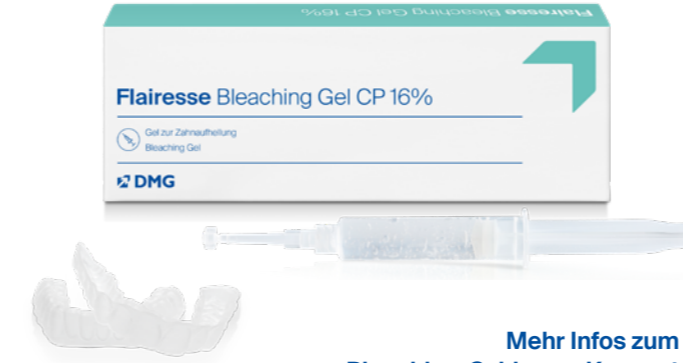 Flairesse Bleaching Gel CP 16%
Flairesse Bleaching Gel CP 16%
Gel zur Zahnaufhellung
Bleaching Gel
DMG
Mehr Infos zum